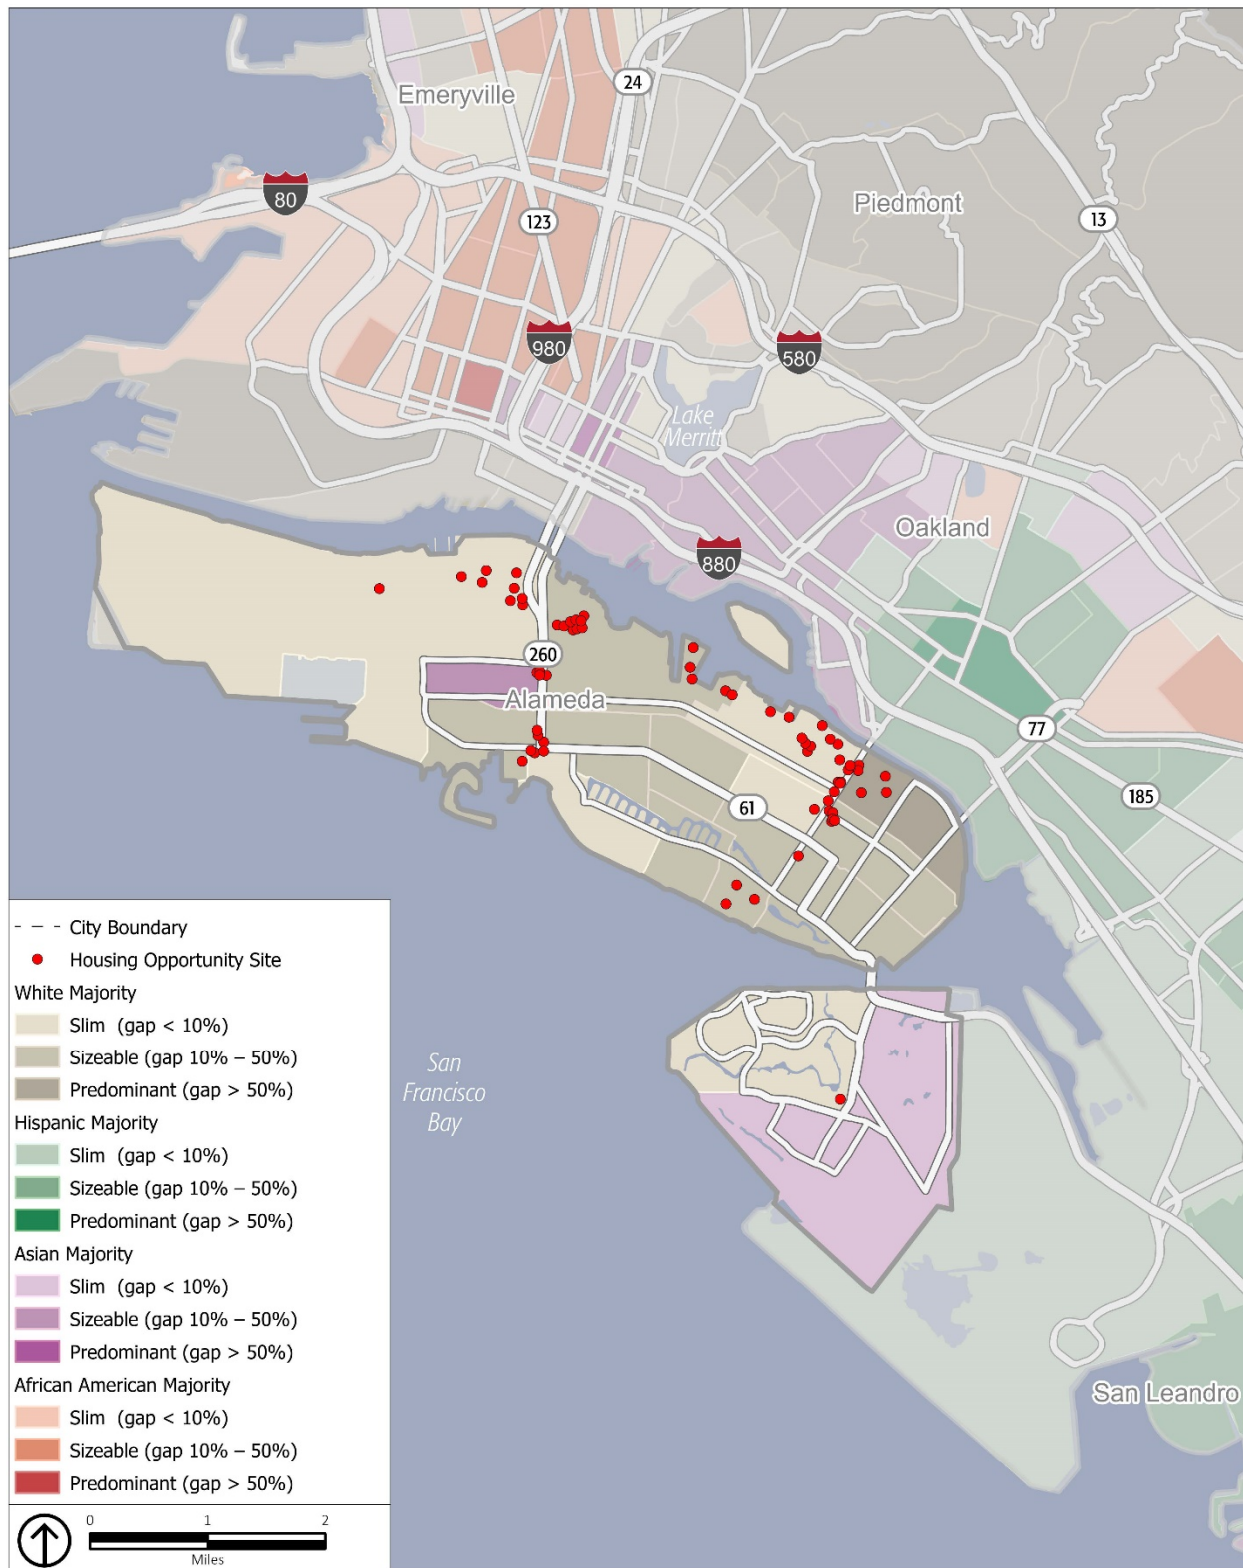 Emeryville
24
80
123
Piedmont
13
980
580
Lake
Merritt
Oakland
880
260
Alameda
77
61
185
San
Francisco
Bay
San Leandro
City Boundary
Housing Opportunity Site
White Majority
Slim (gap < 10%)
Sizeable (gap 10% – 50%)
Predominant (gap > 50%)
Hispanic Majority
Slim (gap < 10%)
Sizeable (gap 10% – 50%)
Predominant (gap > 50%)
Asian Majority
Slim (gap < 10%)
Sizeable (gap 10% – 50%)
Predominant (gap > 50%)
African American Majority
Slim (gap < 10%)
Sizeable (gap 10% – 50%)
Predominant (gap > 50%)
0 1 2
Miles